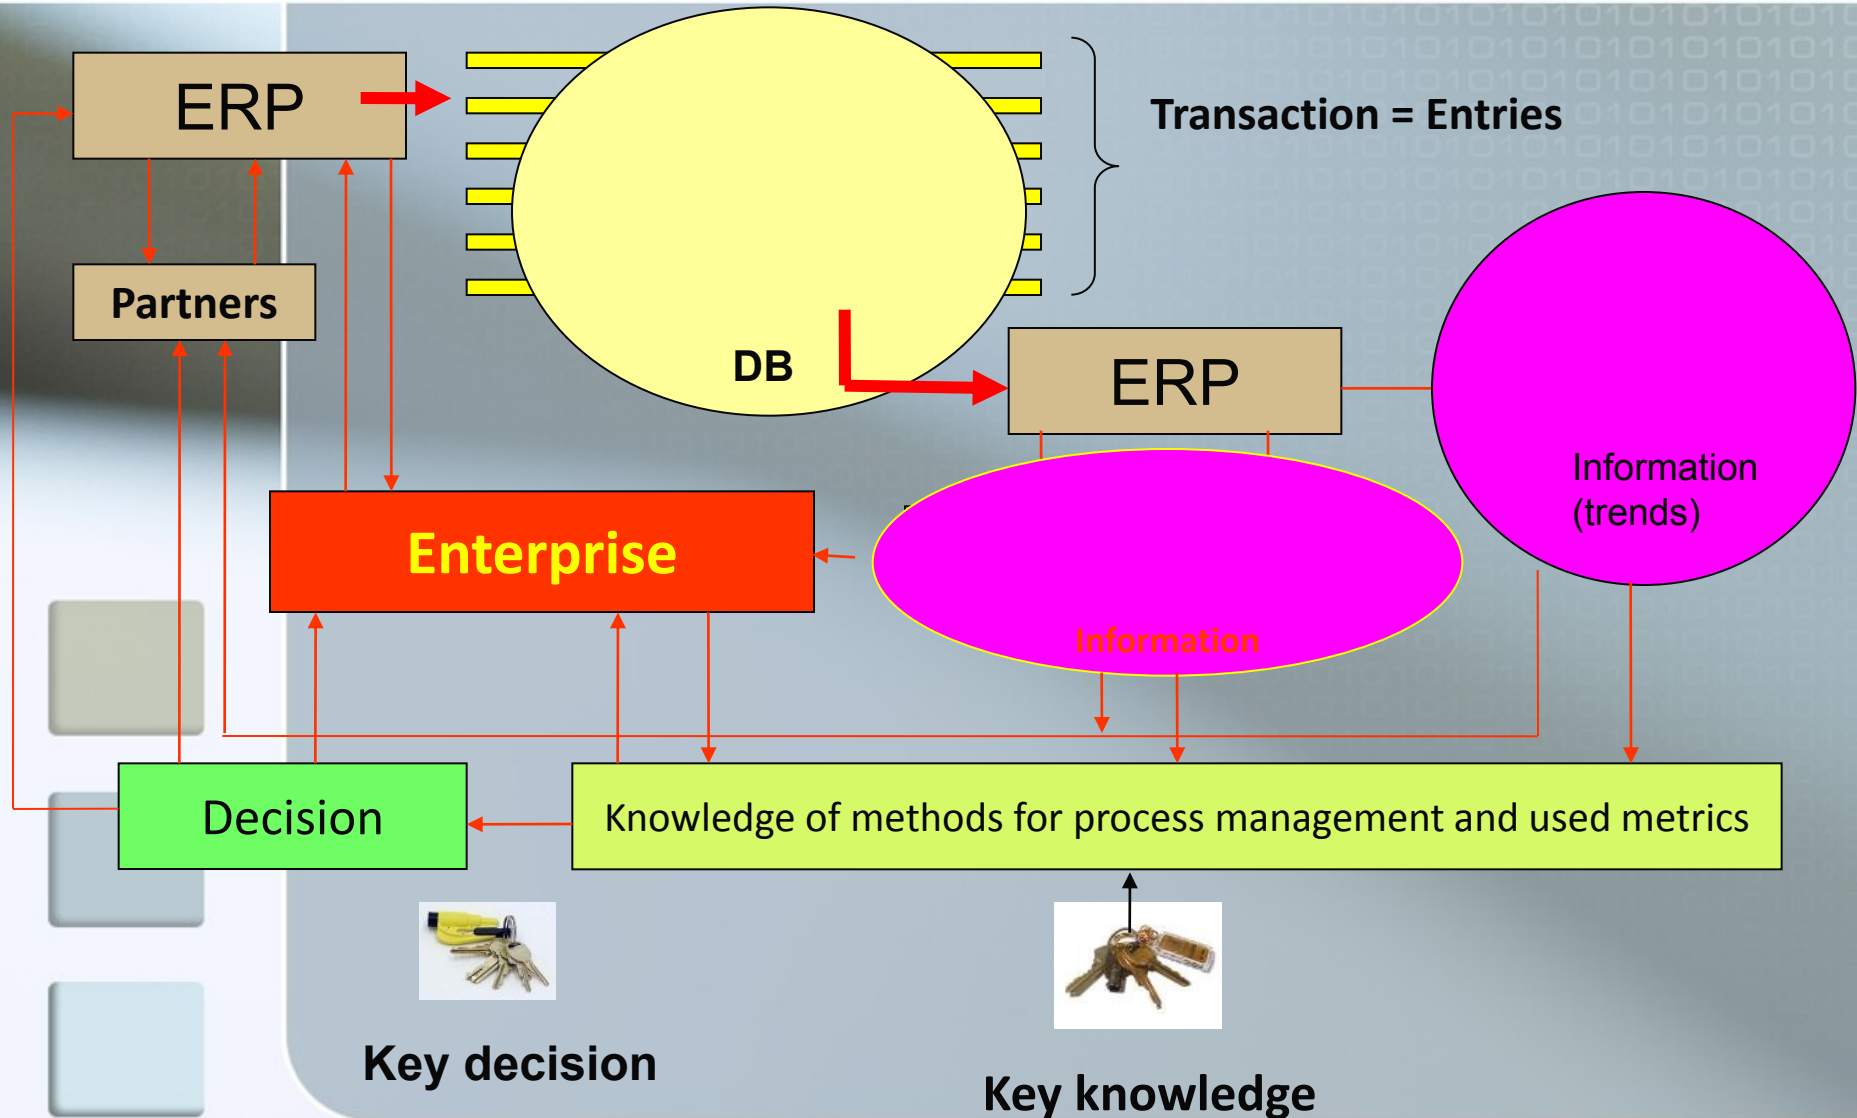 ERP
Transaction = Entries
Partners
DB
ERP
Information
(trends)
Enterprise
Information
Decision
Knowledge of methods for process management and used metrics
Key decision
Key knowledge